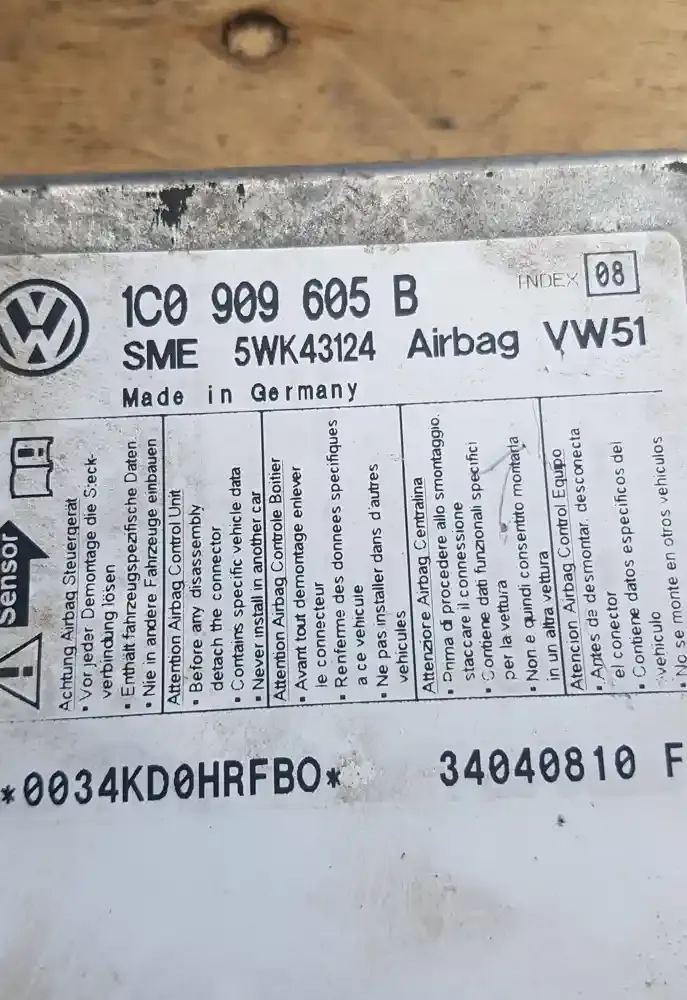 1C0 909 605 B INDEX 08
SME 5WK43124 Airbag VW51
Made in Germany
Sensor
Achtung Airbag Steuergerät
• Vor jeder Demontage die Steck-
verbindung lösen
• Enthält fahrzeugspezifische Daten
• Nie in andere Fahrzeuge einbauen
Attention Airbag Control Unit
• Before any disassembly
detach the connector
• Contains specific vehicle data
• Never install in another car
Attention Airbag Controle Boitier
• Avant tout demontage enlever
le connecteur
• Renferme des donnees specifiques
a ce vehicule
• Ne pas installer dans d'autres
vehicules
Attenzione Airbag Centralina
• Prima di procedere allo smontaggio.
staccare il connessione
• Contiene dati funzionali specifici
per la vettura
• Non e quindi consentito montarla
in un altra vettura
Atencion Airbag Control Equipo
• Antes de desmontar. desconecta
el conector
• Contiene datos especificos del
vehiculo
• No se monte en otros vehiculos
*0034KD0HRFBO* 34040810 F